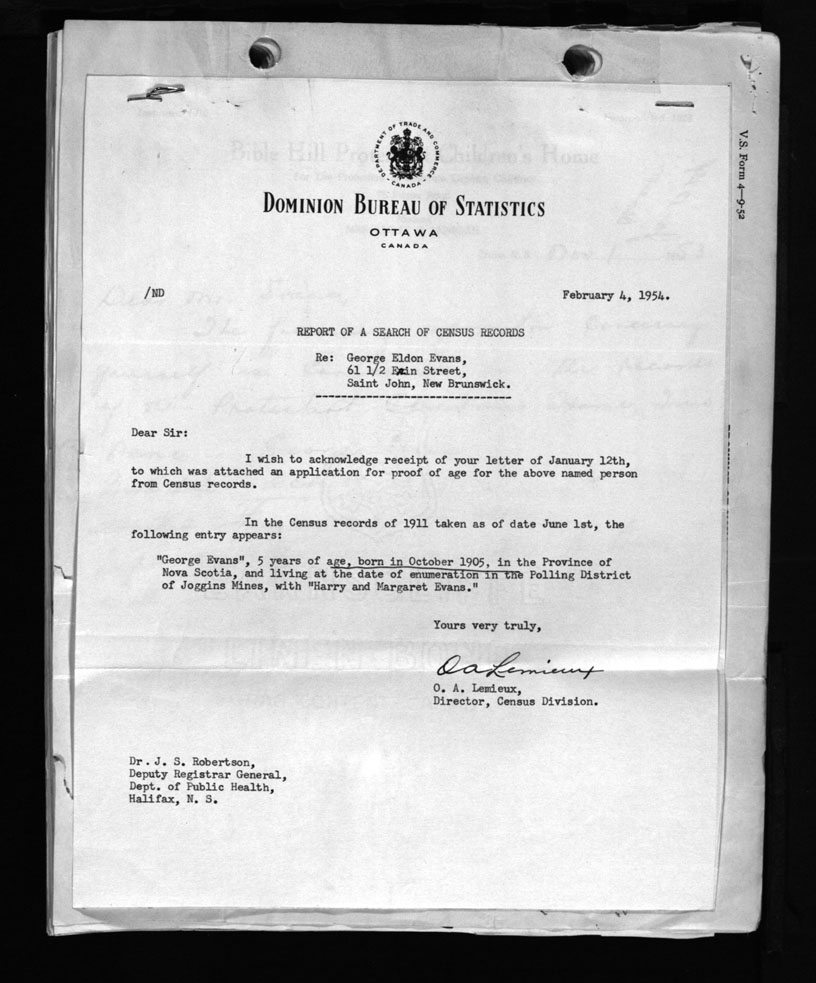 V.S. Form 4—9-52
DEPARTMENT OF TRADE AND COMMERCE
- CANADA -
DOMINION BUREAU OF STATISTICS
OTTAWA
CANADA
/ND
February 4, 1954.
REPORT OF A SEARCH OF CENSUS RECORDS
Re: George Eldon Evans,
61 1/2 Exin Street,
Saint John, New Brunswick.
Dear Sir:
I wish to acknowledge receipt of your letter of January 12th,
to which was attached an application for proof of age for the above named person
from Census records.
In the Census records of 1911 taken as of date June 1st, the
following entry appears:
"George Evans", 5 years of age, born in October 1905, in the Province of
Nova Scotia, and living at the date of enumeration in the Polling District
of Joggins Mines, with "Harry and Margaret Evans."
Yours very truly,
O A Lemieux
O. A. Lemieux,
Director, Census Division.
Dr. J. S. Robertson,
Deputy Registrar General,
Dept. of Public Health,
Halifax, N. S.